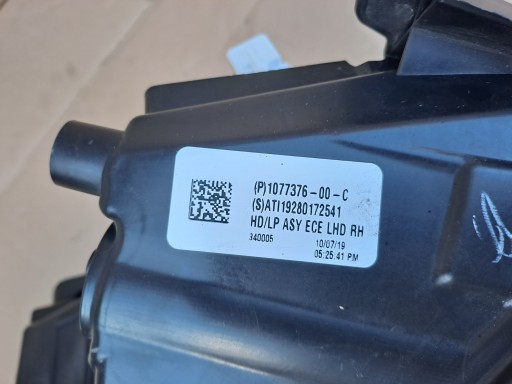 (P)1077376-00-C
(S)ATI19280172541
HD/LP ASY ECE LHD RH
340005 10/07/19
05:25:41 PM